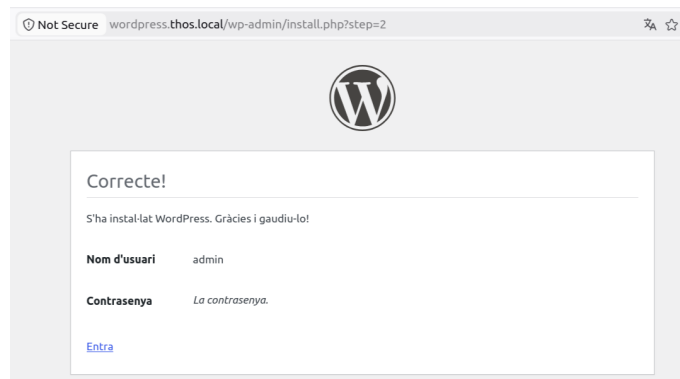 Not Secure wordpress.thos.local/wp-admin/install.php?step=2
Correcte!
S'ha instal·lat WordPress. Gràcies i gaudiu-lo!
Nom d'usuari admin
Contrasenya La contrasenya.
Entra